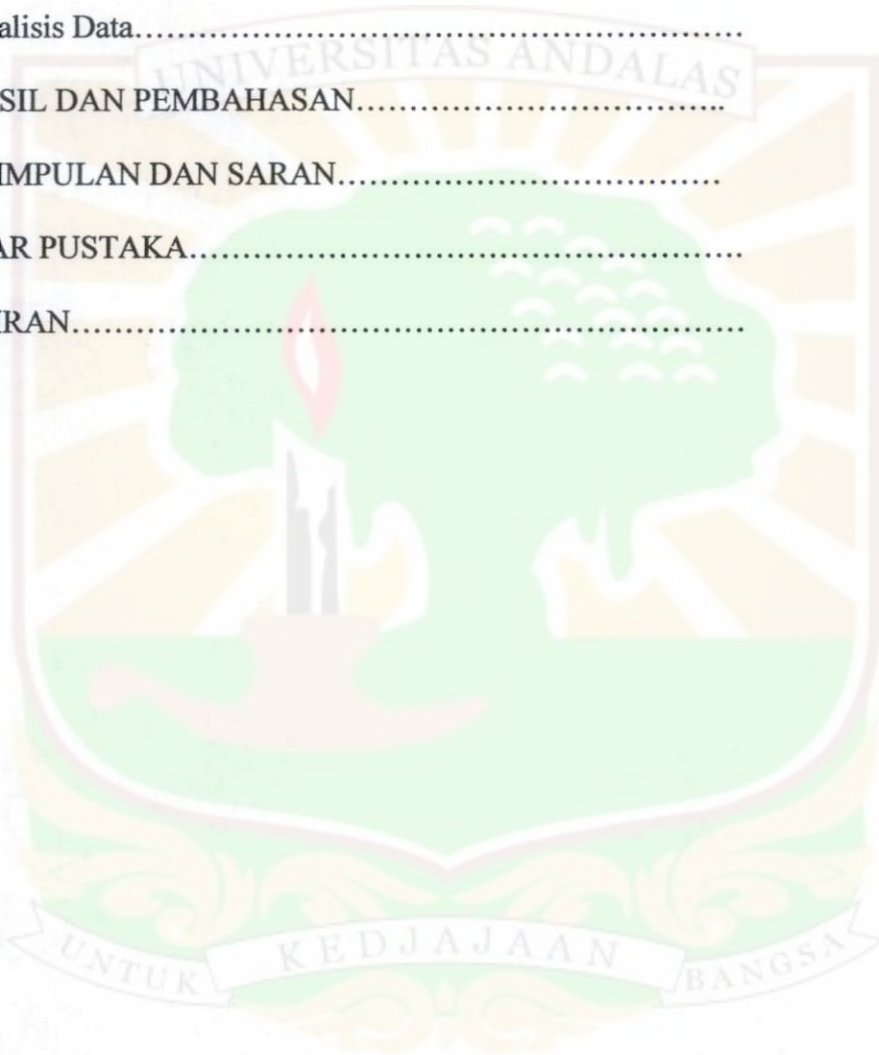 alisis Data……………………………………………………
UNIVERSITAS ANDALAS
SIL DAN PEMBAHASAN……………………………...
IMPULAN DAN SARAN………………………………
AR PUSTAKA………………………………………………
IRAN…………………………………………………………
UNTUK KEDJAJAAN BANGSA